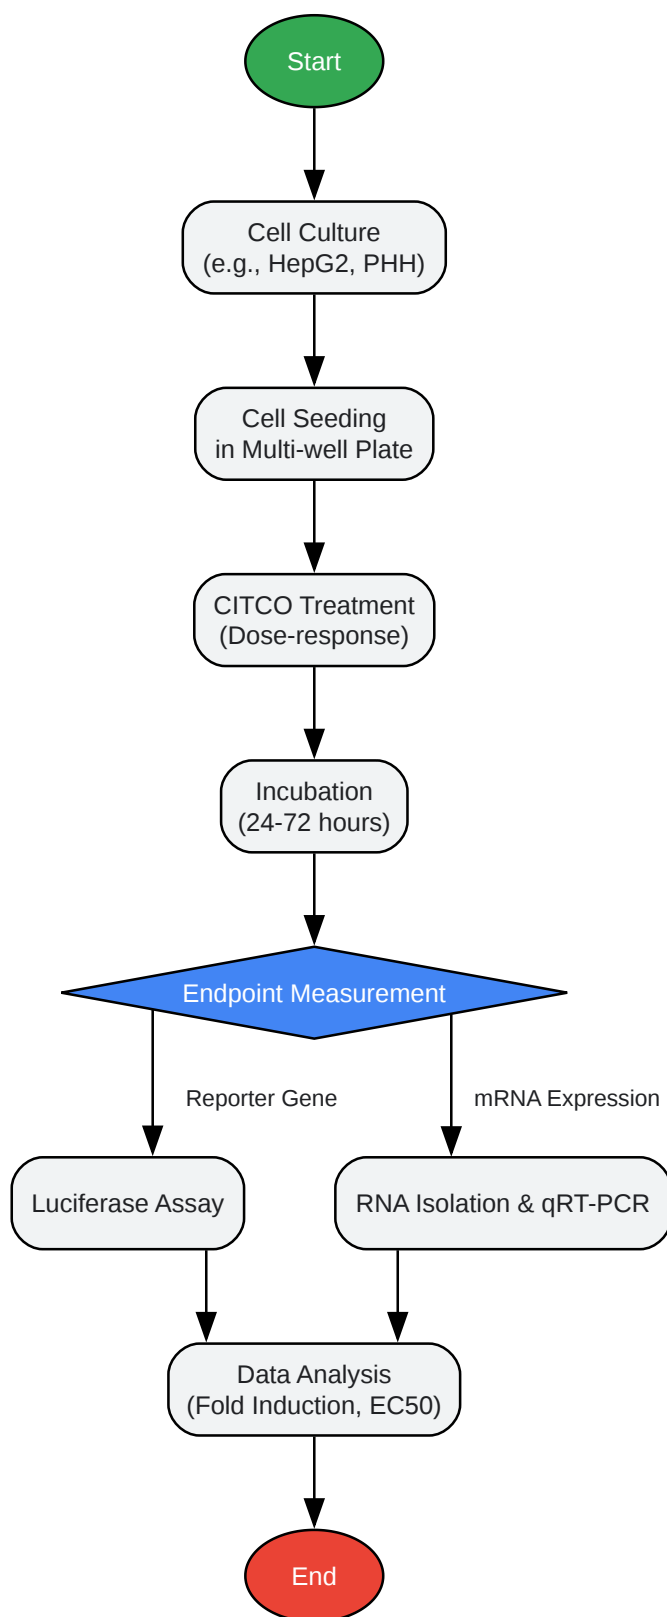 Start
Cell Culture
(e.g., HepG2, PHH)
Cell Seeding
in Multi-well Plate
CITCO Treatment
(Dose-response)
Incubation
(24-72 hours)
Endpoint Measurement
Reporter Gene
mRNA Expression
Luciferase Assay
RNA Isolation & qRT-PCR
Data Analysis
(Fold Induction, EC50)
End